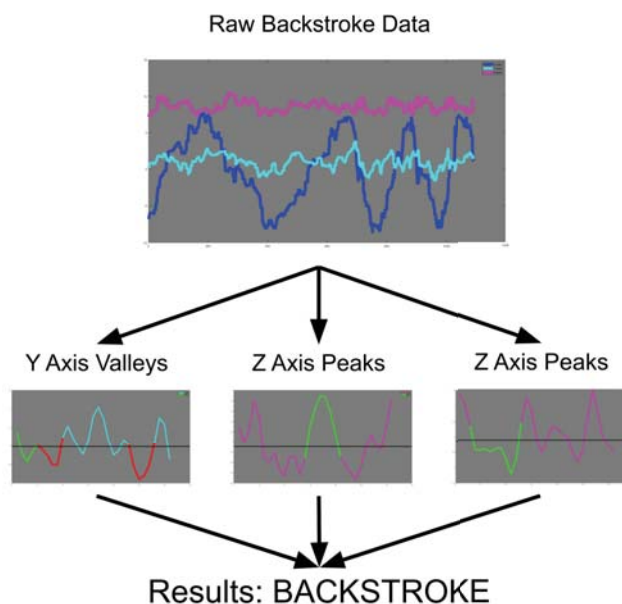 Raw Backstroke Data
Y Axis Valleys
Z Axis Peaks
Z Axis Peaks
Results: BACKSTROKE